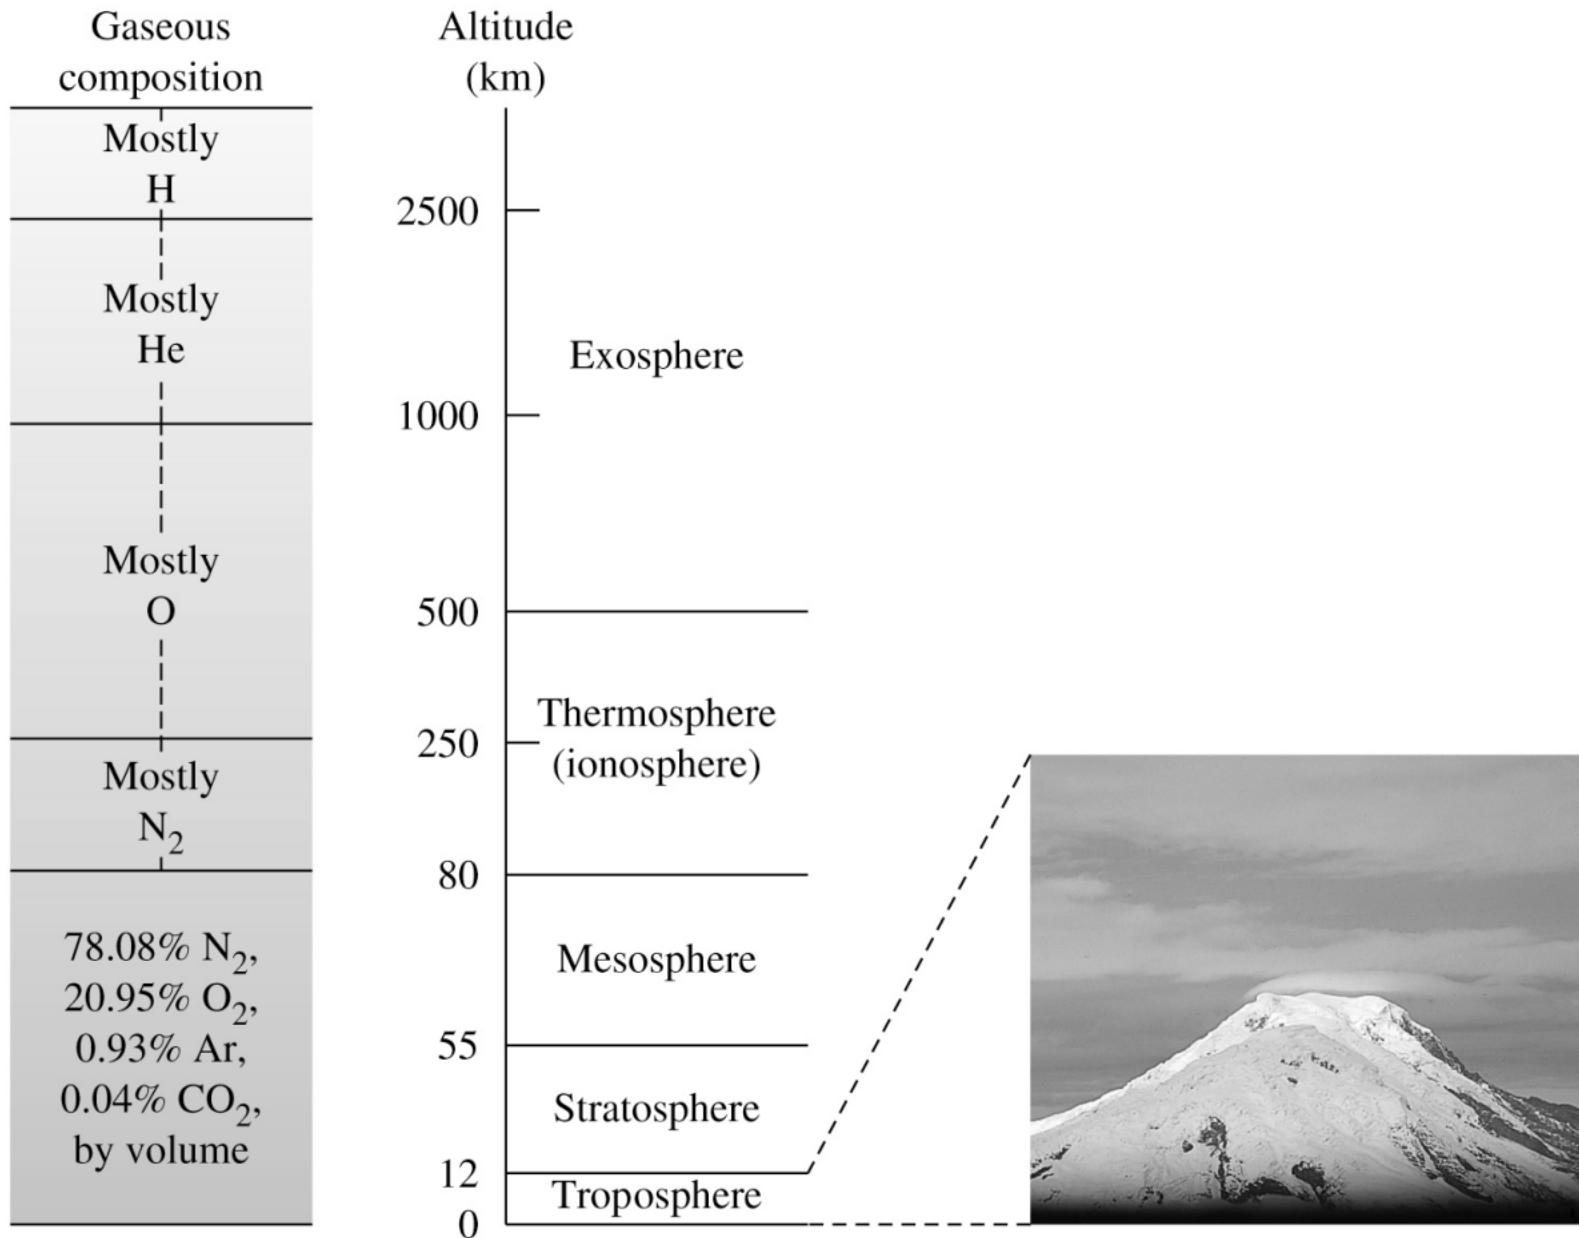 Gaseous
composition
Mostly
H
Mostly
He
Mostly
O
Mostly
N₂
78.08% N₂,
20.95% O₂,
0.93% Ar,
0.04% CO₂,
by volume
Altitude
(km)
2500
Exosphere
1000
500
Thermosphere
250
(ionosphere)
80
Mesosphere
55
Stratosphere
12
Troposphere
0